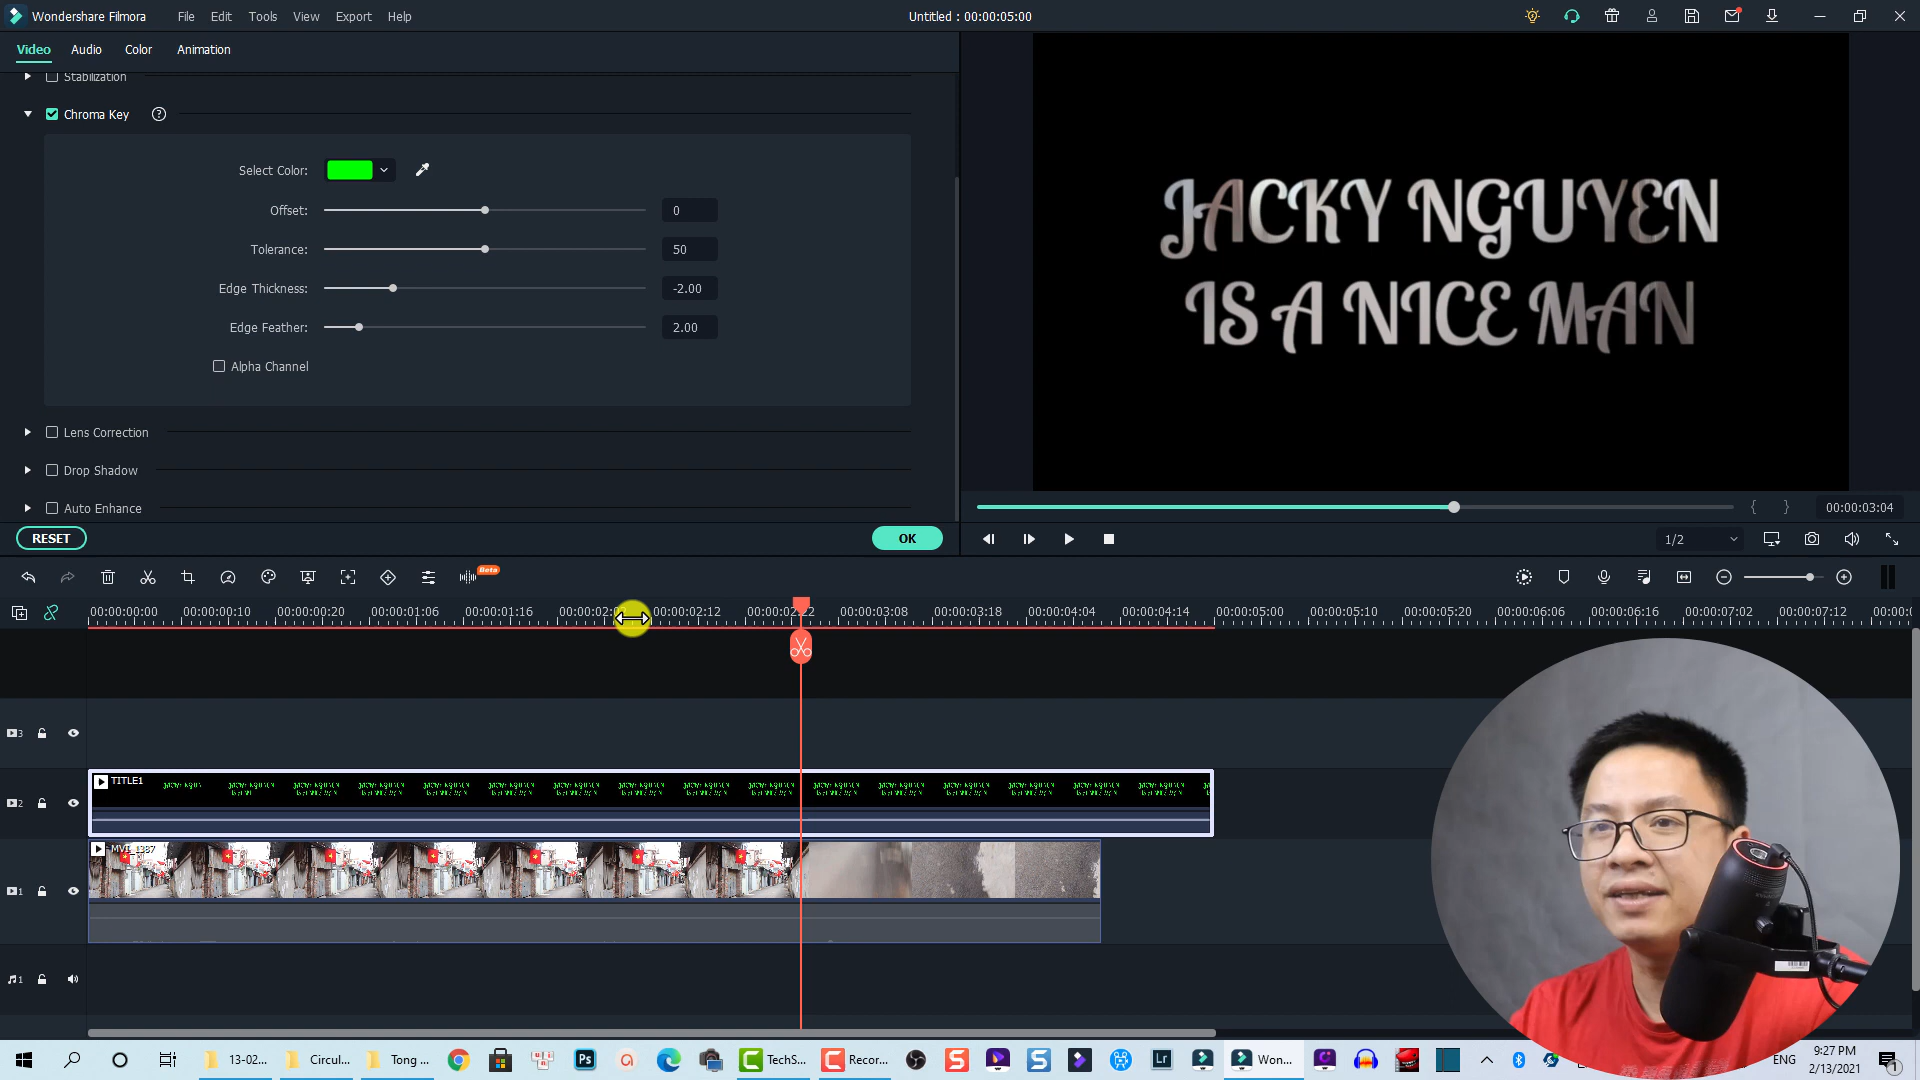 Wondershare Filmora File Edit Tools View Export Help Untitled : 00:00:05:00
Video Audio Color Animation
Stabilization
Chroma Key ?
Select Color:
Offset: 0
Tolerance: 50
Edge Thickness: -2.00
Edge Feather: 2.00
Alpha Channel
Lens Correction
Drop Shadow
Auto Enhance
RESET OK
JACKY NGUYEN
IS A NICE MAN
{ } 00:00:03:04
1/2
Beta
00:00:00:00 00:00:00:10 00:00:00:20 00:00:01:06 00:00:01:16 00:00:02:12 00:00:03:08 00:00:03:18 00:00:04:04 00:00:04:14 00:00:05:00 00:00:05:10 00:00:05:20 00:00:06:06 00:00:06:16 00:00:07:02 00:00:07:12
3
2 TITLE1
MVI_1387
1
1
13-02... Circul... Tong ... Ps TechS... Recor... Lr Won... ENG 9:27 PM
2/13/2021